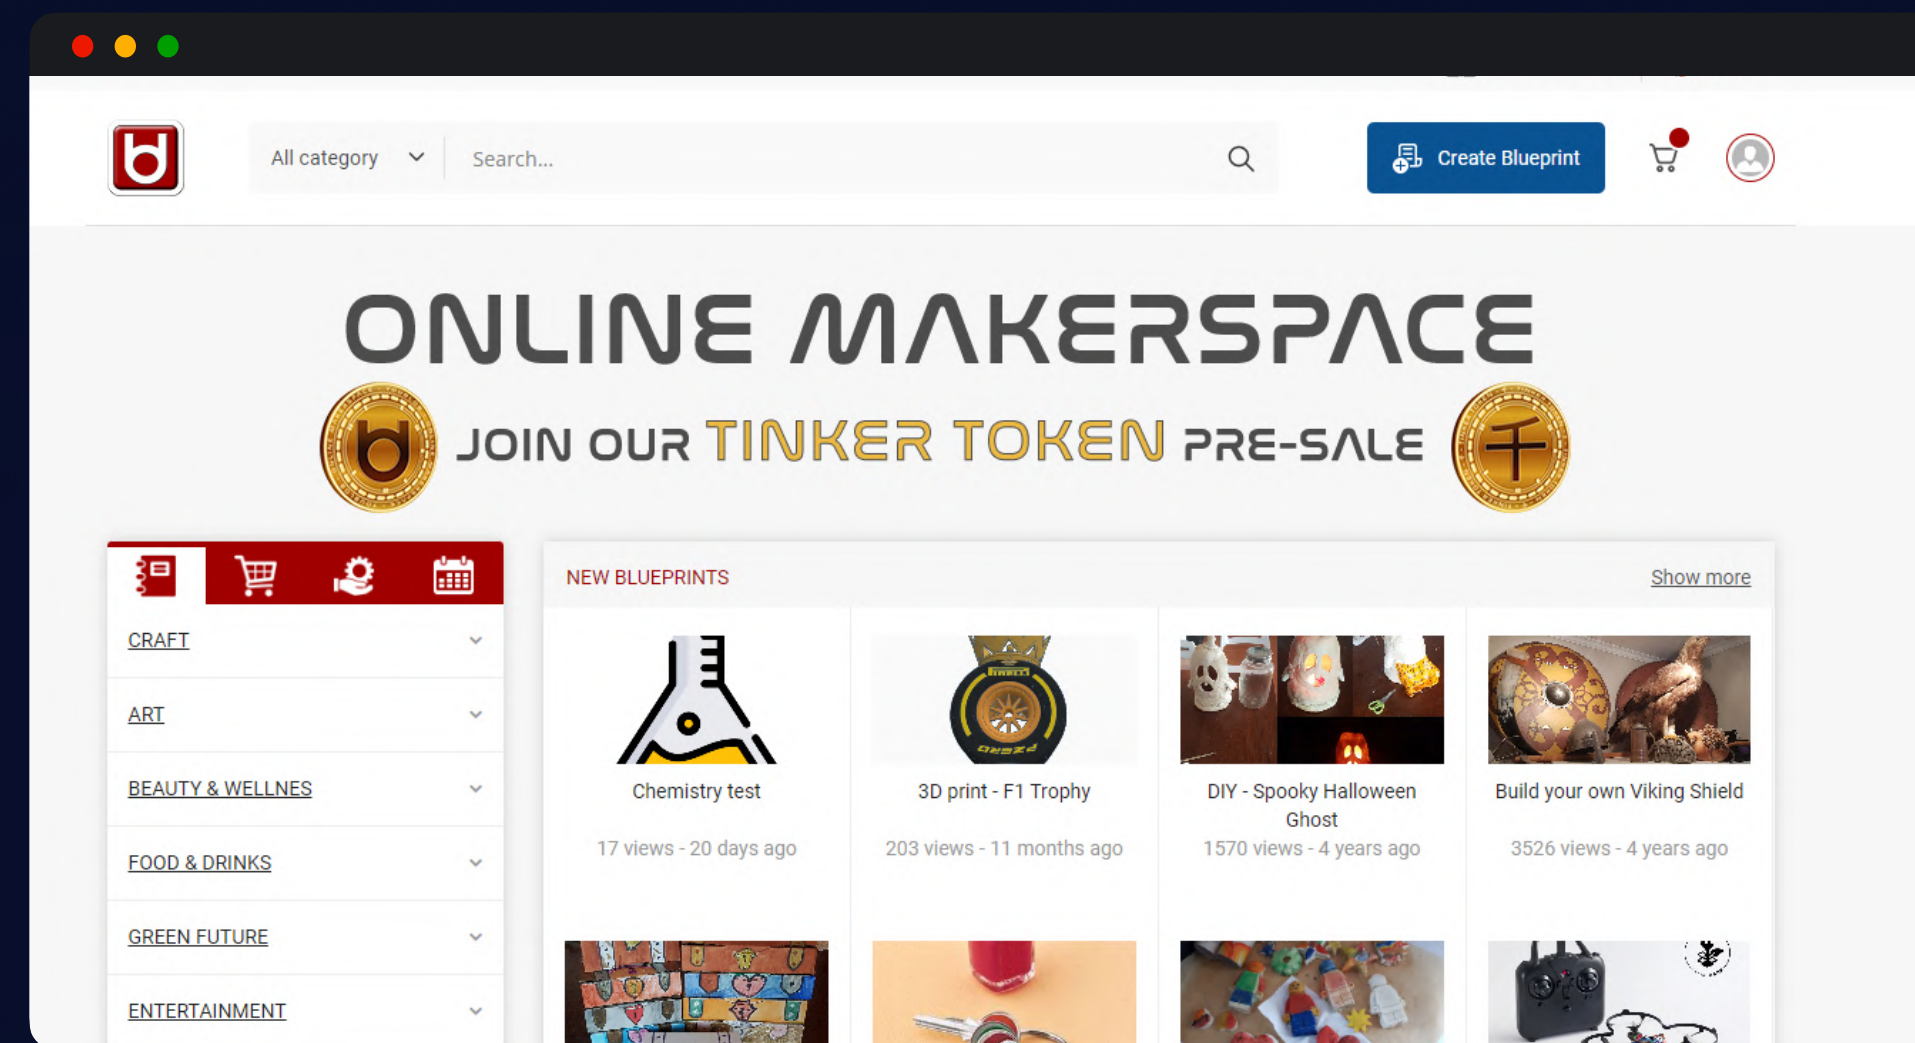 All category
Search...
Create Blueprint
ONLINE MAKERSPACE
JOIN OUR TINKER TOKEN PRE-SALE
NEW BLUEPRINTS
Show more
CRAFT
ART
BEAUTY & WELLNES
FOOD & DRINKS
GREEN FUTURE
ENTERTAINMENT
Chemistry test
17 views - 20 days ago
3D print - F1 Trophy
203 views - 11 months ago
DIY - Spooky Halloween
Ghost
1570 views - 4 years ago
Build your own Viking Shield
3526 views - 4 years ago